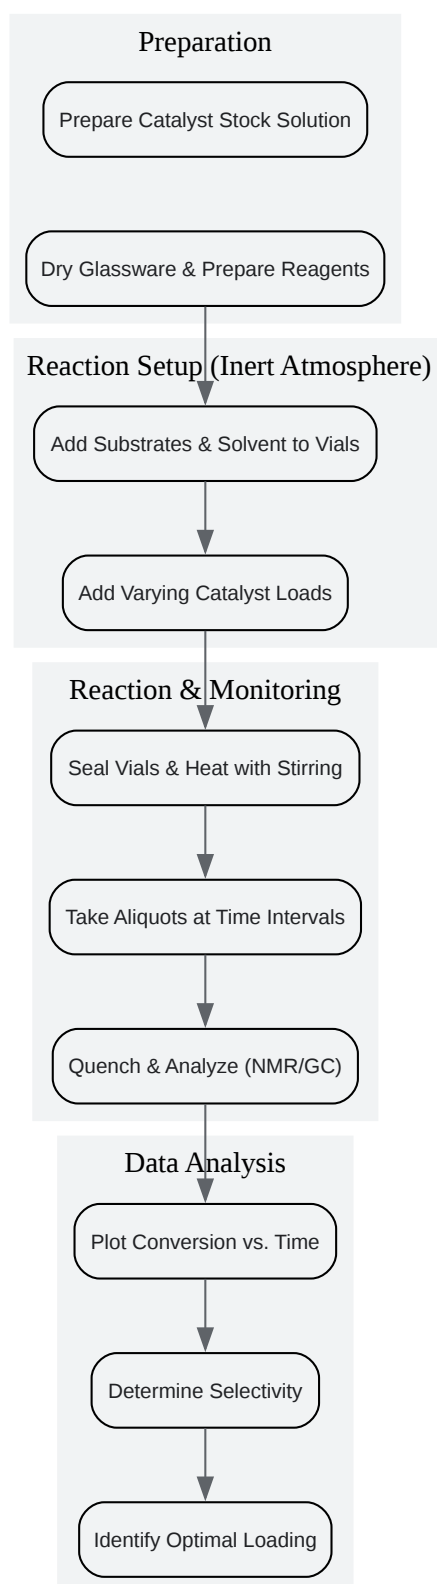 Preparation
Prepare Catalyst Stock Solution
Dry Glassware & Prepare Reagents
Reaction Setup (Inert Atmosphere)
Add Substrates & Solvent to Vials
Add Varying Catalyst Loads
Reaction & Monitoring
Seal Vials & Heat with Stirring
Take Aliquots at Time Intervals
Quench & Analyze (NMR/GC)
Data Analysis
Plot Conversion vs. Time
Determine Selectivity
Identify Optimal Loading